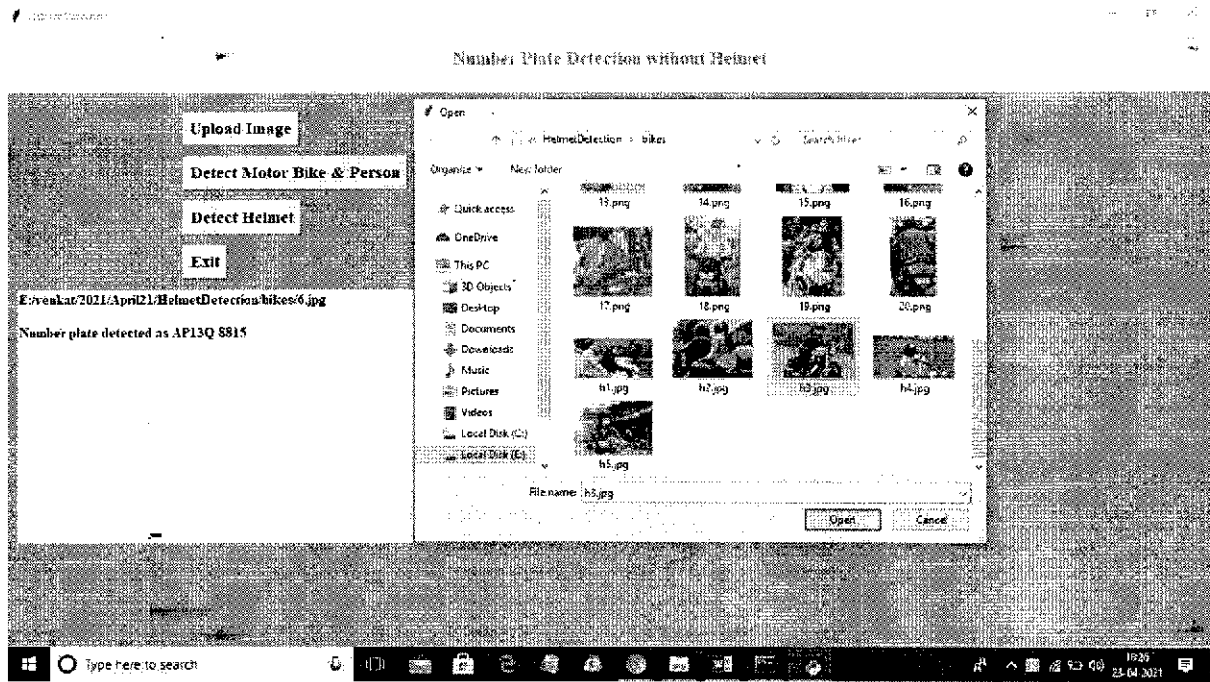 Number Plate Detection without Helmet
Upload Image
Detect Motor Bike & Person
Detect Helmet
Exit
E:/venkat/2021/April21/HelmetDetection/bikes/6.jpg
Number plate detected as AP13Q 8815
Open
HelmetDetection > bikes
Search bikes
Organize
New folder
Quick access
OneDrive
This PC
3D Objects
Desktop
Documents
Downloads
Music
Pictures
Videos
Local Disk (C:)
Local Disk (E:)
13.png
14.png
15.png
16.png
17.png
18.png
19.png
20.png
h1.jpg
h2.jpg
h3.jpg
h4.jpg
h5.jpg
File name: h3.jpg
Open
Cancel
Type here to search
23-04-2021